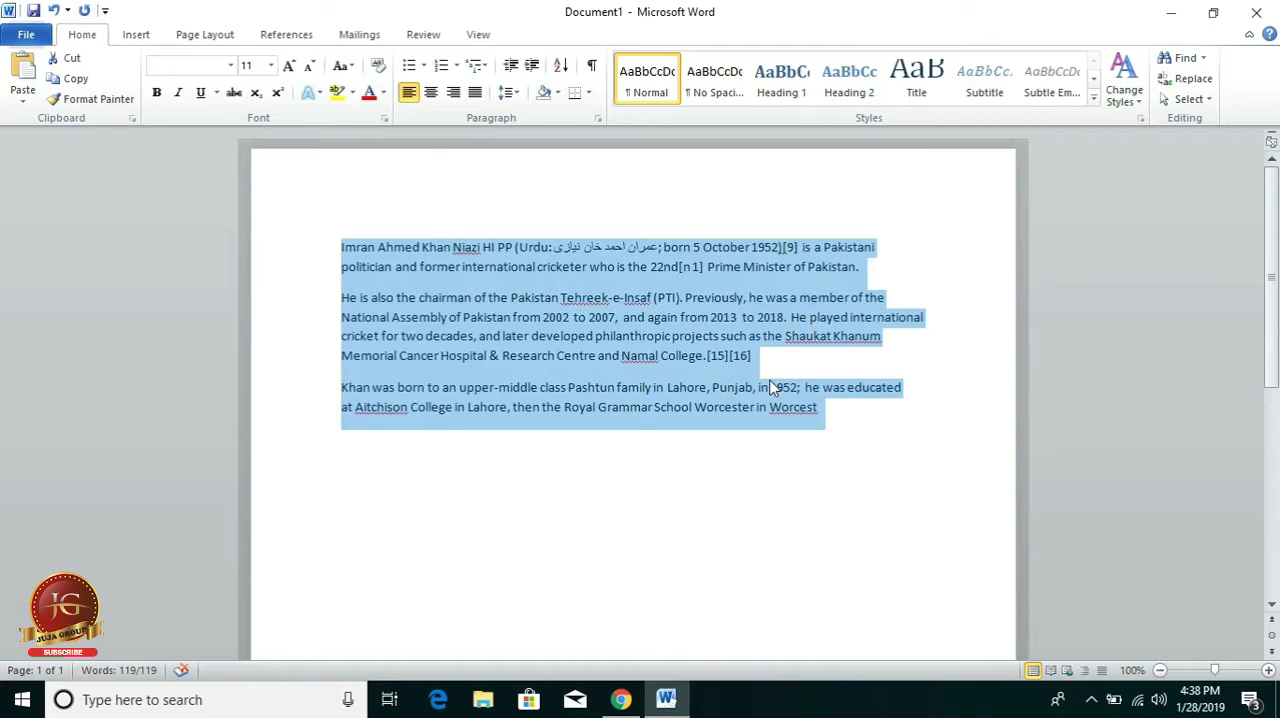 Document1 - Microsoft Word
File Home Insert Page Layout References Mailings Review View
Cut
Copy
Format Painter
Paste
Clipboard
11
Font
Paragraph
AaBbCcDc AaBbCcDc AaBbC AaBbCc AaB AaBbCc. AaBbCcDc
¶ Normal ¶ No Spaci... Heading 1 Heading 2 Title Subtitle Subtle Em...
Change Styles
Styles
Find
Replace
Select
Editing
Imran Ahmed Khan Niazi HI PP (Urdu: عمران احمد خان نیازی; born 5 October 1952)[9] is a Pakistani
politician and former international cricketer who is the 22nd[n 1] Prime Minister of Pakistan.
He is also the chairman of the Pakistan Tehreek-e-Insaf (PTI). Previously, he was a member of the
National Assembly of Pakistan from 2002 to 2007, and again from 2013 to 2018. He played international
cricket for two decades, and later developed philanthropic projects such as the Shaukat Khanum
Memorial Cancer Hospital & Research Centre and Namal College.[15][16]
Khan was born to an upper-middle class Pashtun family in Lahore, Punjab, in 1952; he was educated
at Aitchison College in Lahore, then the Royal Grammar School Worcester in Worcest
JG
JUJA GROUP
SUBSCRIBE
Page: 1 of 1 Words: 119/119 100%
Type here to search
4:38 PM
1/28/2019
3